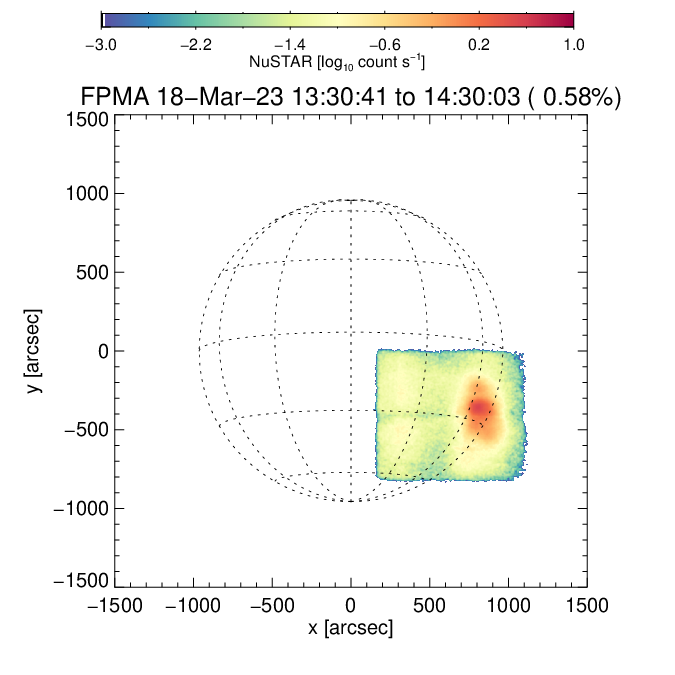 −3.0 −2.2 −1.4 −0.6 0.2 1.0
NuSTAR [log₁₀ count s⁻¹]
FPMA 18−Mar−23 13:30:41 to 14:30:03 ( 0.58%)
1500
1000
500
0
−500
−1000
−1500
y [arcsec]
−1500 −1000 −500 0 500 1000 1500
x [arcsec]